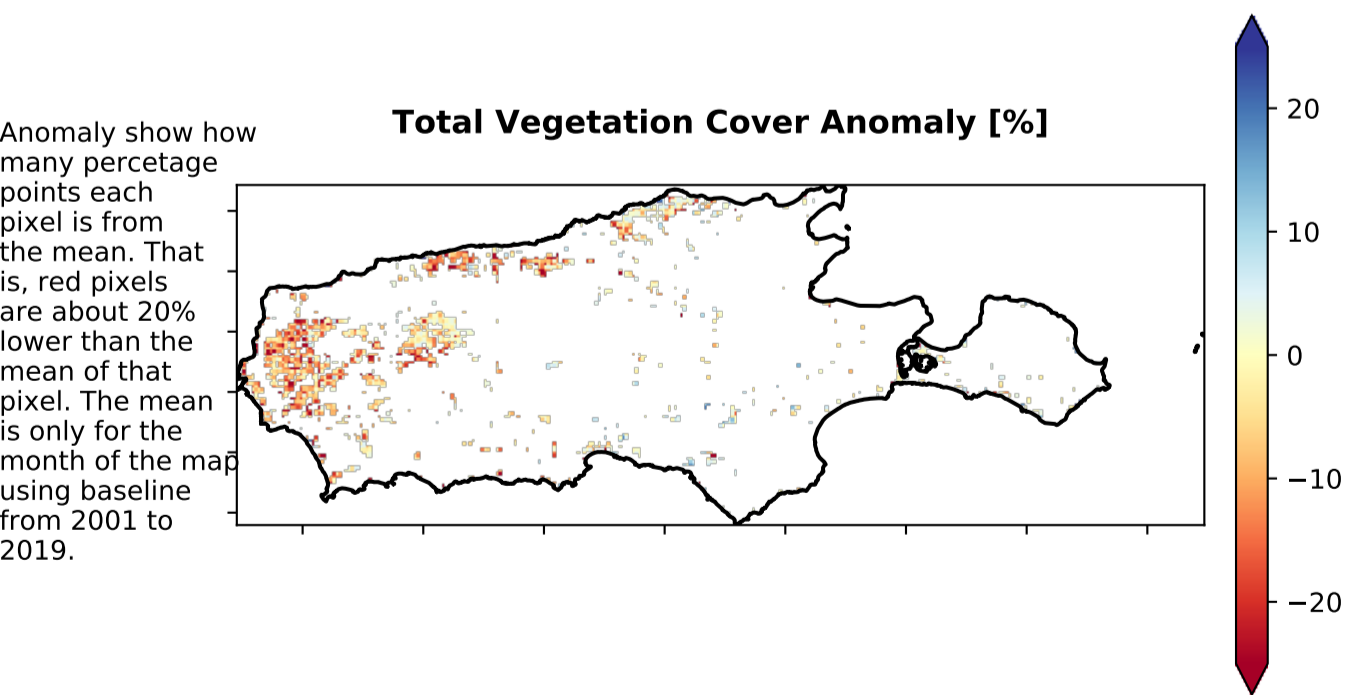 Total Vegetation Cover Anomaly [%]
Anomaly show how
many percetage
points each
pixel is from
the mean. That
is, red pixels
are about 20%
lower than the
mean of that
pixel. The mean
is only for the
month of the map
using baseline
from 2001 to
2019.
20
10
0
−10
−20